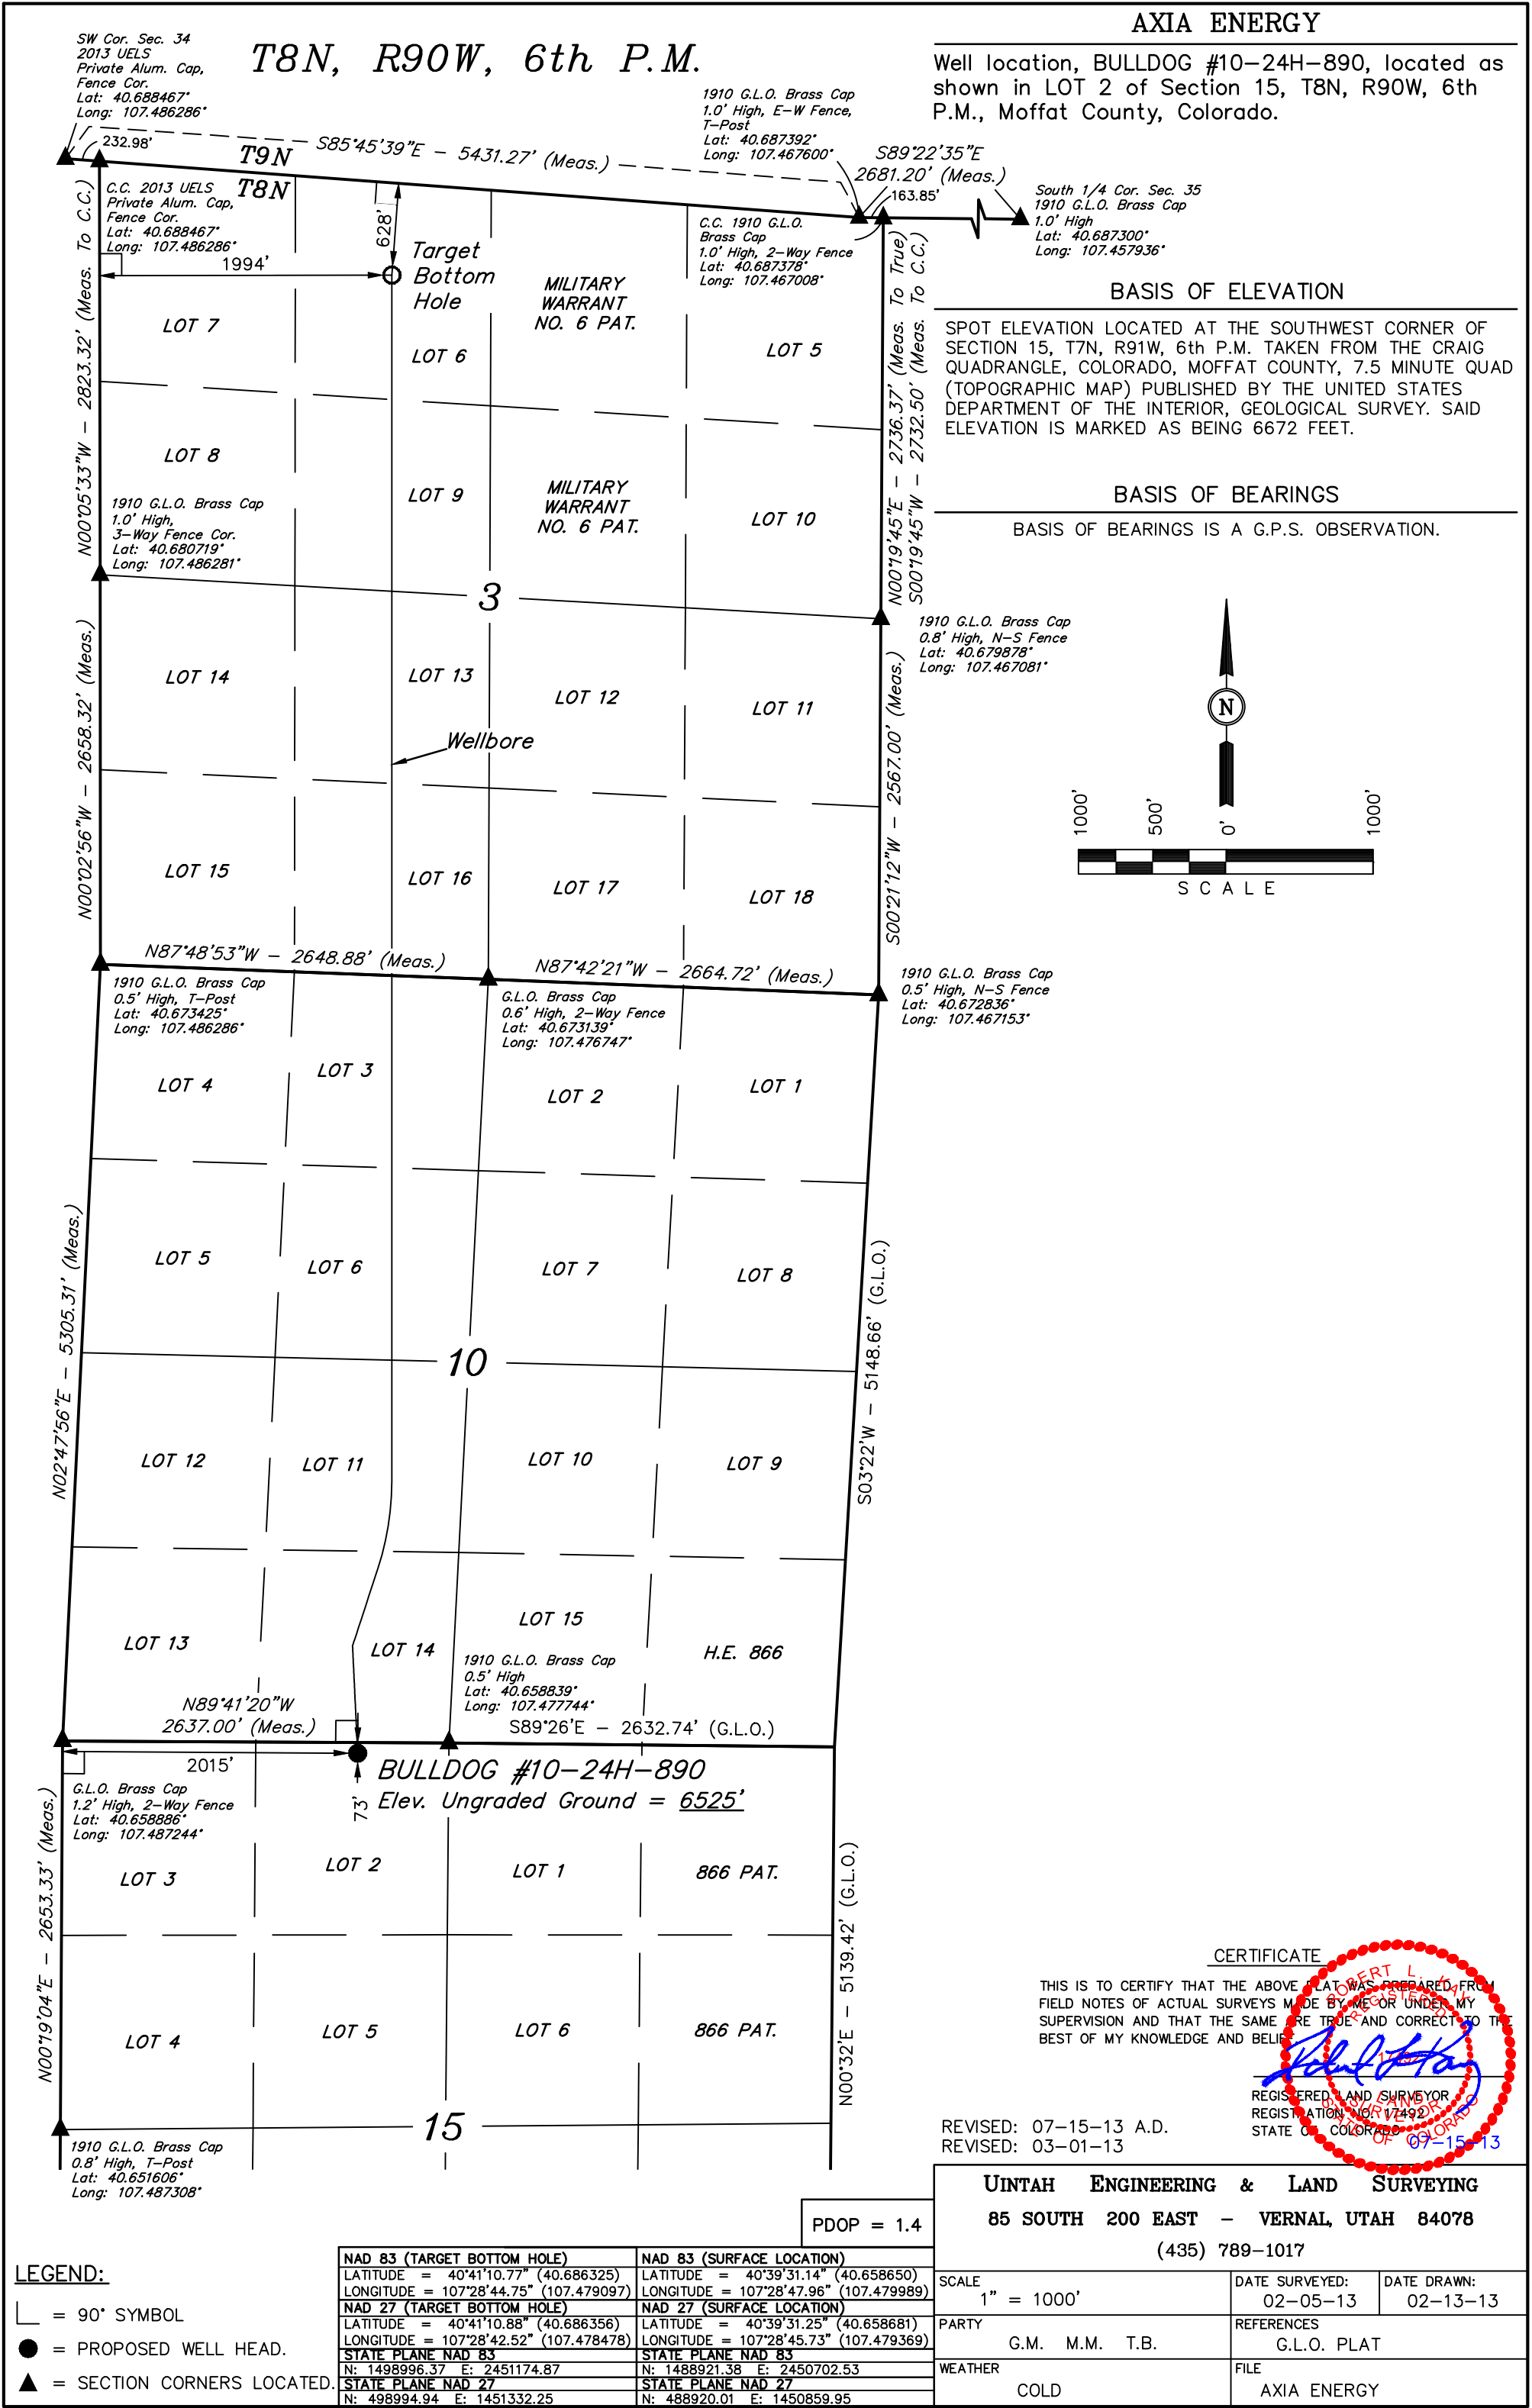 AXIA ENERGY
Well location, BULLDOG #10-24H-890, located as
shown in LOT 2 of Section 15, T8N, R90W, 6th
P.M., Moffat County, Colorado.
T8N, R90W, 6th P.M.
SW Cor. Sec. 34
2013 UELS
Private Alum. Cap,
Fence Cor.
Lat: 40.688467°
Long: 107.486286°
232.98'
T9N
T8N
S85°45'39"E - 5431.27' (Meas.)
1910 G.L.O. Brass Cap
1.0' High, E-W Fence,
T-Post
Lat: 40.687392°
Long: 107.467600°
S89°22'35"E
2681.20' (Meas.)
163.85'
South 1/4 Cor. Sec. 35
1910 G.L.O. Brass Cap
1.0' High
Lat: 40.687300°
Long: 107.457936°
C.C. 2013 UELS
Private Alum. Cap,
Fence Cor.
Lat: 40.688467°
Long: 107.486286°
C.C. 1910 G.L.O.
Brass Cap
1.0' High, 2-Way Fence
Lat: 40.687378°
Long: 107.467008°
1994'
628'
Target
Bottom
Hole
MILITARY
WARRANT
NO. 6 PAT.
LOT 7
LOT 6
LOT 5
N00°05'33"W - 2823.32' (Meas. To C.C.)
N00°19'45"E - 2736.37' (Meas. To True)
S00°19'45"W - 2732.50' (Meas. To C.C.)
BASIS OF ELEVATION
SPOT ELEVATION LOCATED AT THE SOUTHWEST CORNER OF
SECTION 15, T7N, R91W, 6th P.M. TAKEN FROM THE CRAIG
QUADRANGLE, COLORADO, MOFFAT COUNTY, 7.5 MINUTE QUAD
(TOPOGRAPHIC MAP) PUBLISHED BY THE UNITED STATES
DEPARTMENT OF THE INTERIOR, GEOLOGICAL SURVEY. SAID
ELEVATION IS MARKED AS BEING 6672 FEET.
BASIS OF BEARINGS
BASIS OF BEARINGS IS A G.P.S. OBSERVATION.
LOT 8
LOT 9
MILITARY
WARRANT
NO. 6 PAT.
LOT 10
1910 G.L.O. Brass Cap
1.0' High,
3-Way Fence Cor.
Lat: 40.680719°
Long: 107.486281°
3
1910 G.L.O. Brass Cap
0.8' High, N-S Fence
Lat: 40.679878°
Long: 107.467081°
N
1000'
500'
0'
1000'
SCALE
N00°02'56"W - 2658.32' (Meas.)
S00°21'12"W - 2567.00' (Meas.)
LOT 14
LOT 13
LOT 12
LOT 11
Wellbore
LOT 15
LOT 16
LOT 17
LOT 18
N87°48'53"W - 2648.88' (Meas.)
N87°42'21"W - 2664.72' (Meas.)
1910 G.L.O. Brass Cap
0.5' High, T-Post
Lat: 40.673425°
Long: 107.486286°
G.L.O. Brass Cap
0.6' High, 2-Way Fence
Lat: 40.673139°
Long: 107.476747°
1910 G.L.O. Brass Cap
0.5' High, N-S Fence
Lat: 40.672836°
Long: 107.467153°
LOT 4
LOT 3
LOT 2
LOT 1
LOT 5
LOT 6
LOT 7
LOT 8
N02°47'56"E - 5305.31' (Meas.)
S03°22'W - 5148.66' (G.L.O.)
10
LOT 12
LOT 11
LOT 10
LOT 9
LOT 13
LOT 14
LOT 15
H.E. 866
1910 G.L.O. Brass Cap
0.5' High
Lat: 40.658839°
Long: 107.477744°
N89°41'20"W
2637.00' (Meas.)
S89°26'E - 2632.74' (G.L.O.)
2015'
73'
BULLDOG #10-24H-890
Elev. Ungraded Ground = 6525'
G.L.O. Brass Cap
1.2' High, 2-Way Fence
Lat: 40.658886°
Long: 107.487244°
LOT 3
LOT 2
LOT 1
866 PAT.
N00°19'04"E - 2653.33' (Meas.)
N00°32'E - 5139.42' (G.L.O.)
LOT 4
LOT 5
LOT 6
866 PAT.
15
1910 G.L.O. Brass Cap
0.8' High, T-Post
Lat: 40.651606°
Long: 107.487308°
CERTIFICATE
THIS IS TO CERTIFY THAT THE ABOVE PLAT WAS PREPARED FROM
FIELD NOTES OF ACTUAL SURVEYS MADE BY ME OR UNDER MY
SUPERVISION AND THAT THE SAME ARE TRUE AND CORRECT TO THE
BEST OF MY KNOWLEDGE AND BELIEF
REGISTERED LAND SURVEYOR
REGISTRATION NO. 17492
STATE OF COLORADO
ROBERT L. KAY
REGISTERED
17492
LAND
SURVEYOR
STATE OF COLORADO
07-15-13
REVISED: 07-15-13 A.D.
REVISED: 03-01-13
UINTAH ENGINEERING & LAND SURVEYING
85 SOUTH 200 EAST - VERNAL, UTAH 84078
(435) 789-1017
PDOP = 1.4
SCALE
1" = 1000'
DATE SURVEYED:
02-05-13
DATE DRAWN:
02-13-13
PARTY
G.M. M.M. T.B.
REFERENCES
G.L.O. PLAT
WEATHER
COLD
FILE
AXIA ENERGY
LEGEND:
= 90° SYMBOL
= PROPOSED WELL HEAD.
= SECTION CORNERS LOCATED.
NAD 83 (TARGET BOTTOM HOLE)
LATITUDE = 40°41'10.77" (40.686325)
LONGITUDE = 107°28'44.75" (107.479097)
NAD 27 (TARGET BOTTOM HOLE)
LATITUDE = 40°41'10.88" (40.686356)
LONGITUDE = 107°28'42.52" (107.478478)
STATE PLANE NAD 83
N: 1498996.37 E: 2451174.87
STATE PLANE NAD 27
N: 498994.94 E: 1451332.25
NAD 83 (SURFACE LOCATION)
LATITUDE = 40°39'31.14" (40.658650)
LONGITUDE = 107°28'47.96" (107.479989)
NAD 27 (SURFACE LOCATION)
LATITUDE = 40°39'31.25" (40.658681)
LONGITUDE = 107°28'45.73" (107.479369)
STATE PLANE NAD 83
N: 1488921.38 E: 2450702.53
STATE PLANE NAD 27
N: 488920.01 E: 1450859.95